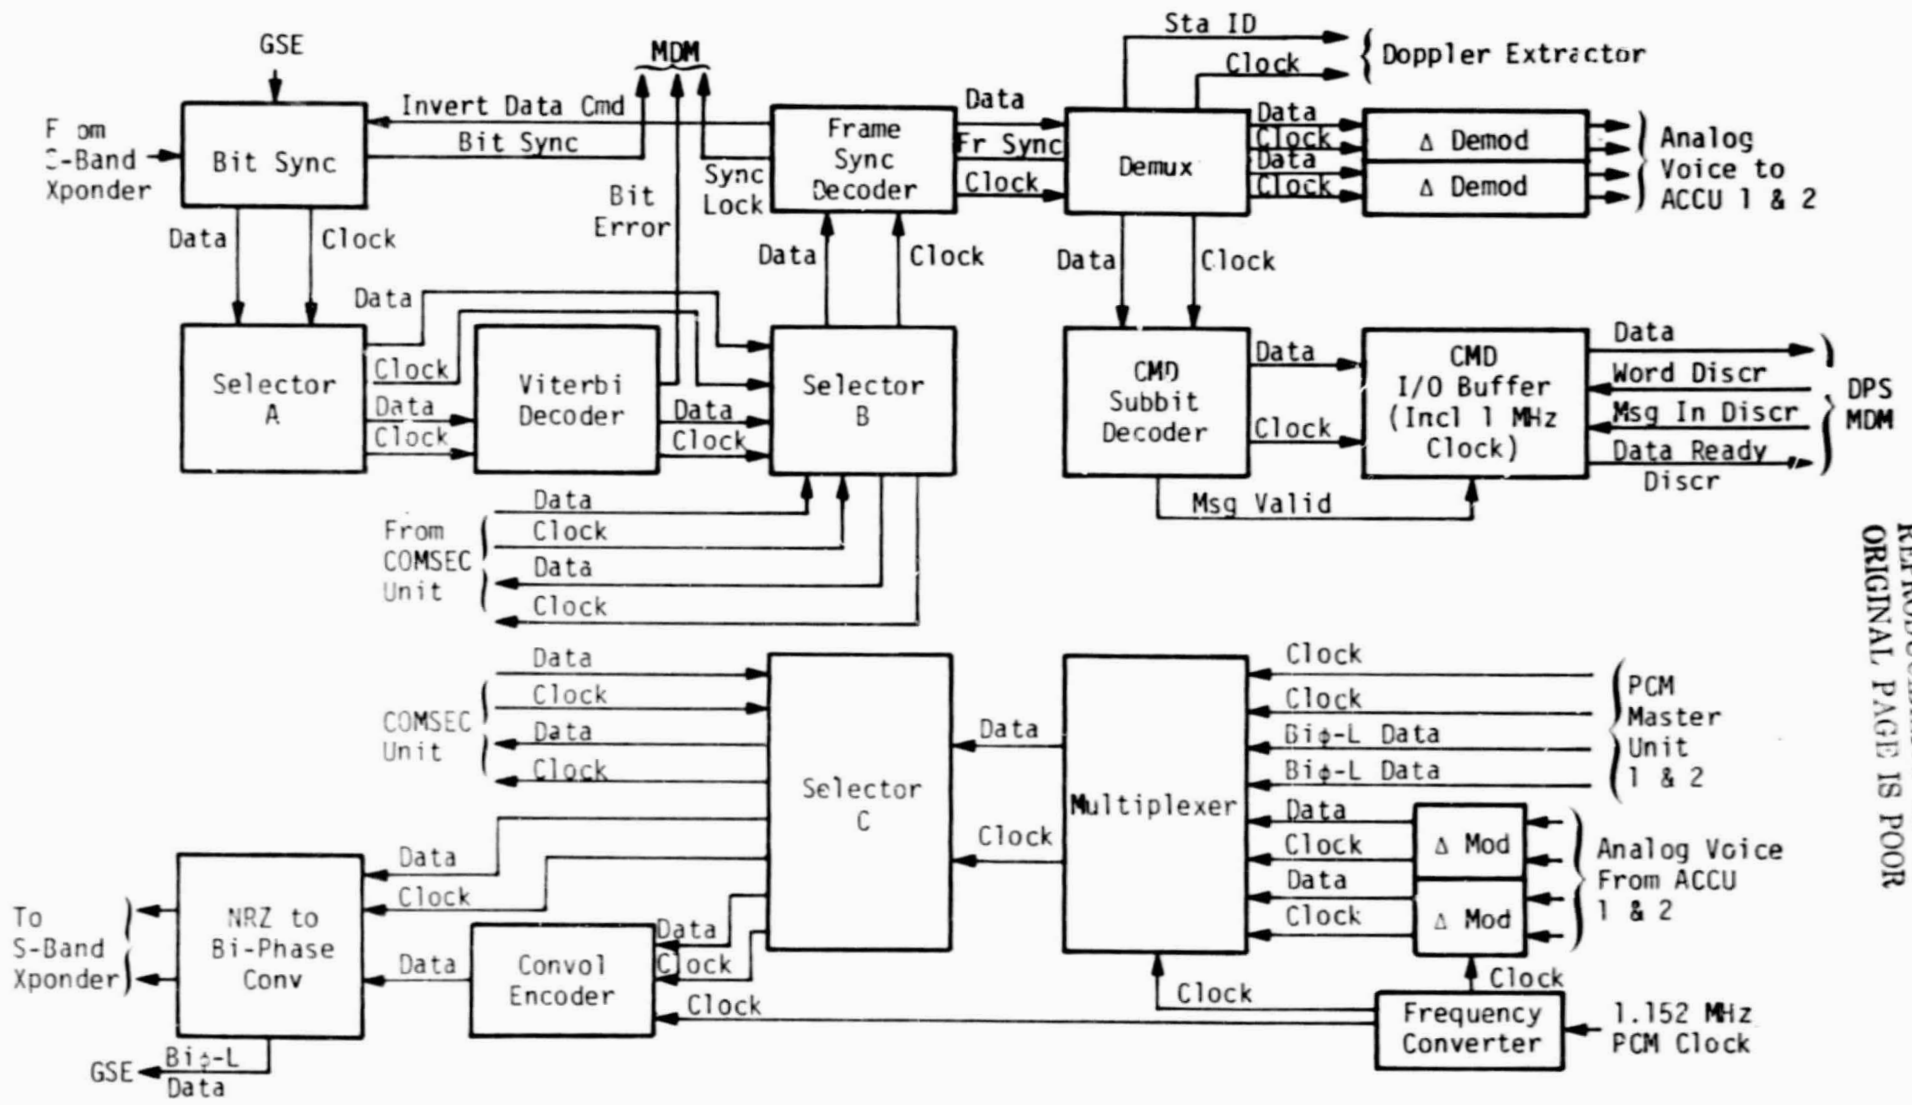 GSE
MDM
Sta ID
Clock
Doppler Extractor
Invert Data Cmd
Bit Sync
Data
Fr Sync
Clock
Data
Clock
Data
Clock
Xponder
Bit Sync
Frame
Sync
Decoder
Demux
Δ Demod
Δ Demod
Analog
Voice to
ACCU 1 & 2
Sync
Lock
Bit
Error
Data
Clock
Data
Clock
Data
Clock
Data
Clock
Data
Clock
Data
Clock
Selector
A
Viterbi
Decoder
Data
Clock
Selector
B
CMD
Subbit
Decoder
Data
Clock
Msg Valid
CMD
I/O Buffer
(Incl 1 MHz
Clock)
Data
Word Discr
Msg In Discr
Data Ready
Discr
DPS
MDM
From
COMSEC
Unit
Data
Clock
Data
Clock
ORIGINAL PAGE IS POOR
COMSEC
Unit
Data
Clock
Data
Clock
Selector
C
Data
Clock
Multiplexer
Clock
Clock
Biφ-L Data
Biφ-L Data
PCM
Master
Unit
1 & 2
Data
Clock
Data
Clock
Δ Mod
Δ Mod
Analog Voice
From ACCU
1 & 2
Data
Clock
To
S-Band
Xponder
NRZ to
Bi-Phase
Conv
Data
Convol
Encoder
Data
Clock
Clock
Clock
Clock
Frequency
Converter
1.152 MHz
PCM Clock
GSE
Biφ-L
Data